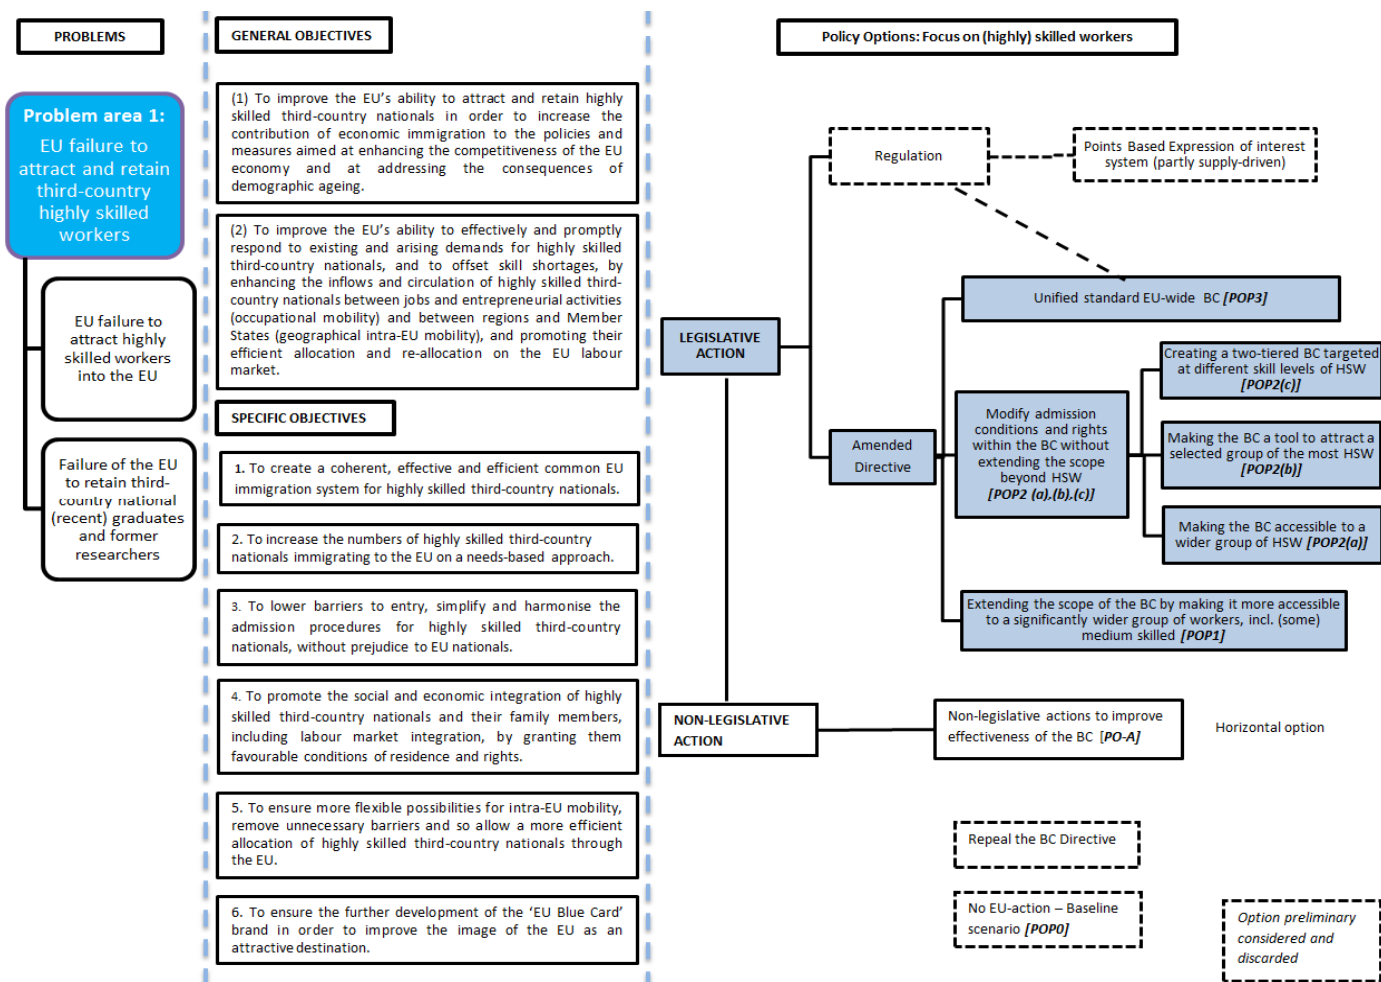 PROBLEMS
Problem area 1:
EU failure to
attract and retain
third-country
highly skilled
workers
EU failure to
attract highly
skilled workers
into the EU
Failure of the EU
to retain third-
country national
(recent) graduates
and former
researchers
GENERAL OBJECTIVES
(1) To improve the EU's ability to attract and retain highly
skilled third-country nationals in order to increase the
contribution of economic immigration to the policies and
measures aimed at enhancing the competitiveness of the EU
economy and at addressing the consequences of
demographic ageing.
(2) To improve the EU's ability to effectively and promptly
respond to existing and arising demands for highly skilled
third-country nationals, and to offset skill shortages, by
enhancing the inflows and circulation of highly skilled third-
country nationals between jobs and entrepreneurial activities
(occupational mobility) and between regions and Member
States (geographical intra-EU mobility), and promoting their
efficient allocation and re-allocation on the EU labour
market.
SPECIFIC OBJECTIVES
1. To create a coherent, effective and efficient common EU
immigration system for highly skilled third-country nationals.
2. To increase the numbers of highly skilled third-country
nationals immigrating to the EU on a needs-based approach.
3. To lower barriers to entry, simplify and harmonise the
admission procedures for highly skilled third-country
nationals, without prejudice to EU nationals.
4. To promote the social and economic integration of highly
skilled third-country nationals and their family members,
including labour market integration, by granting them
favourable conditions of residence and rights.
5. To ensure more flexible possibilities for intra-EU mobility,
remove unnecessary barriers and so allow a more efficient
allocation of highly skilled third-country nationals through
the EU.
6. To ensure the further development of the 'EU Blue Card'
brand in order to improve the image of the EU as an
attractive destination.
Policy Options: Focus on (highly) skilled workers
Regulation
Points Based Expression of interest
system (partly supply-driven)
Unified standard EU-wide BC [POP3]
LEGISLATIVE
ACTION
Amended
Directive
Modify admission
conditions and rights
within the BC without
extending the scope
beyond HSW
[POP2 (a),(b),(c)]
Creating a two-tiered BC targeted
at different skill levels of HSW
[POP2(c)]
Making the BC a tool to attract a
selected group of the most HSW
[POP2(b)]
Making the BC accessible to a
wider group of HSW [POP2(a)]
Extending the scope of the BC by making it more accessible
to a significantly wider group of workers, incl. (some)
medium skilled [POP1]
NON-LEGISLATIVE
ACTION
Non-legislative actions to improve
effectiveness of the BC [PO-A]
Horizontal option
Repeal the BC Directive
No EU-action – Baseline
scenario [POP0]
Option preliminary
considered and
discarded